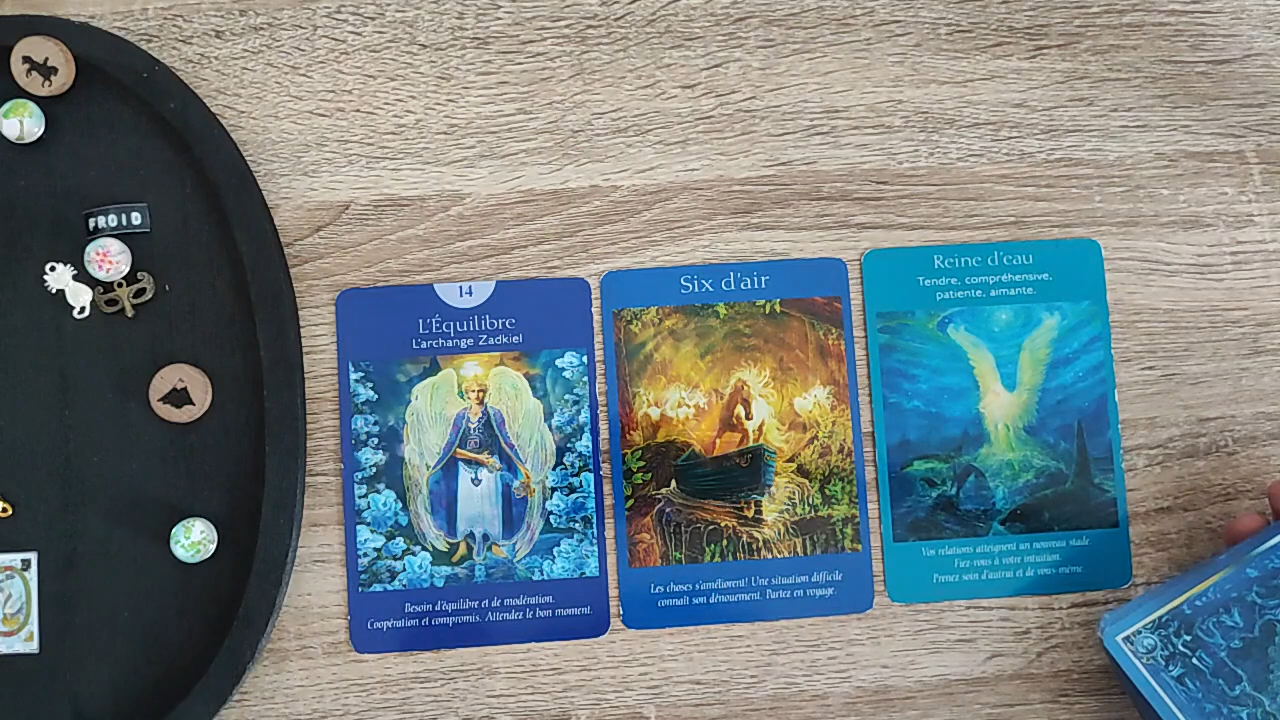 FROID
14
L'Équilibre
L'archange Zadkiel
Besoin d'équilibre et de modération.
Coopération et compromis. Attendez le bon moment.
Six d'air
Les choses s'améliorent! Une situation difficile
connaît son dénouement. Partez en voyage.
Reine d'eau
Tendre, compréhensive,
patiente, aimante.
Vos relations atteignent un nouveau stade
Fiez-vous à votre intuition.
Prenez soin d'autrui et de vous-même